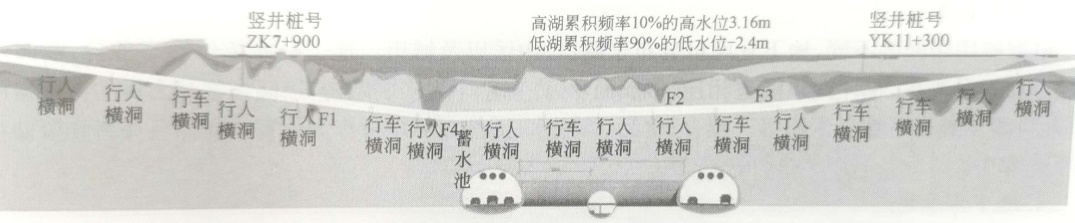 竖井桩号
ZK7+900
高湖累积频率10%的高水位3.16m
低湖累积频率90%的低水位-2.4m
竖井桩号
YK11+300
行人
横洞
行人
横洞
行车
横洞
行人
横洞
行人
横洞
F1
行车
横洞
行人
横洞
F4
蓄水池
行人
横洞
行车
横洞
行人
横洞
F2
行人
横洞
F3
行车
横洞
行人
横洞
行车
横洞
行车
横洞
行人
横洞
行人
横洞